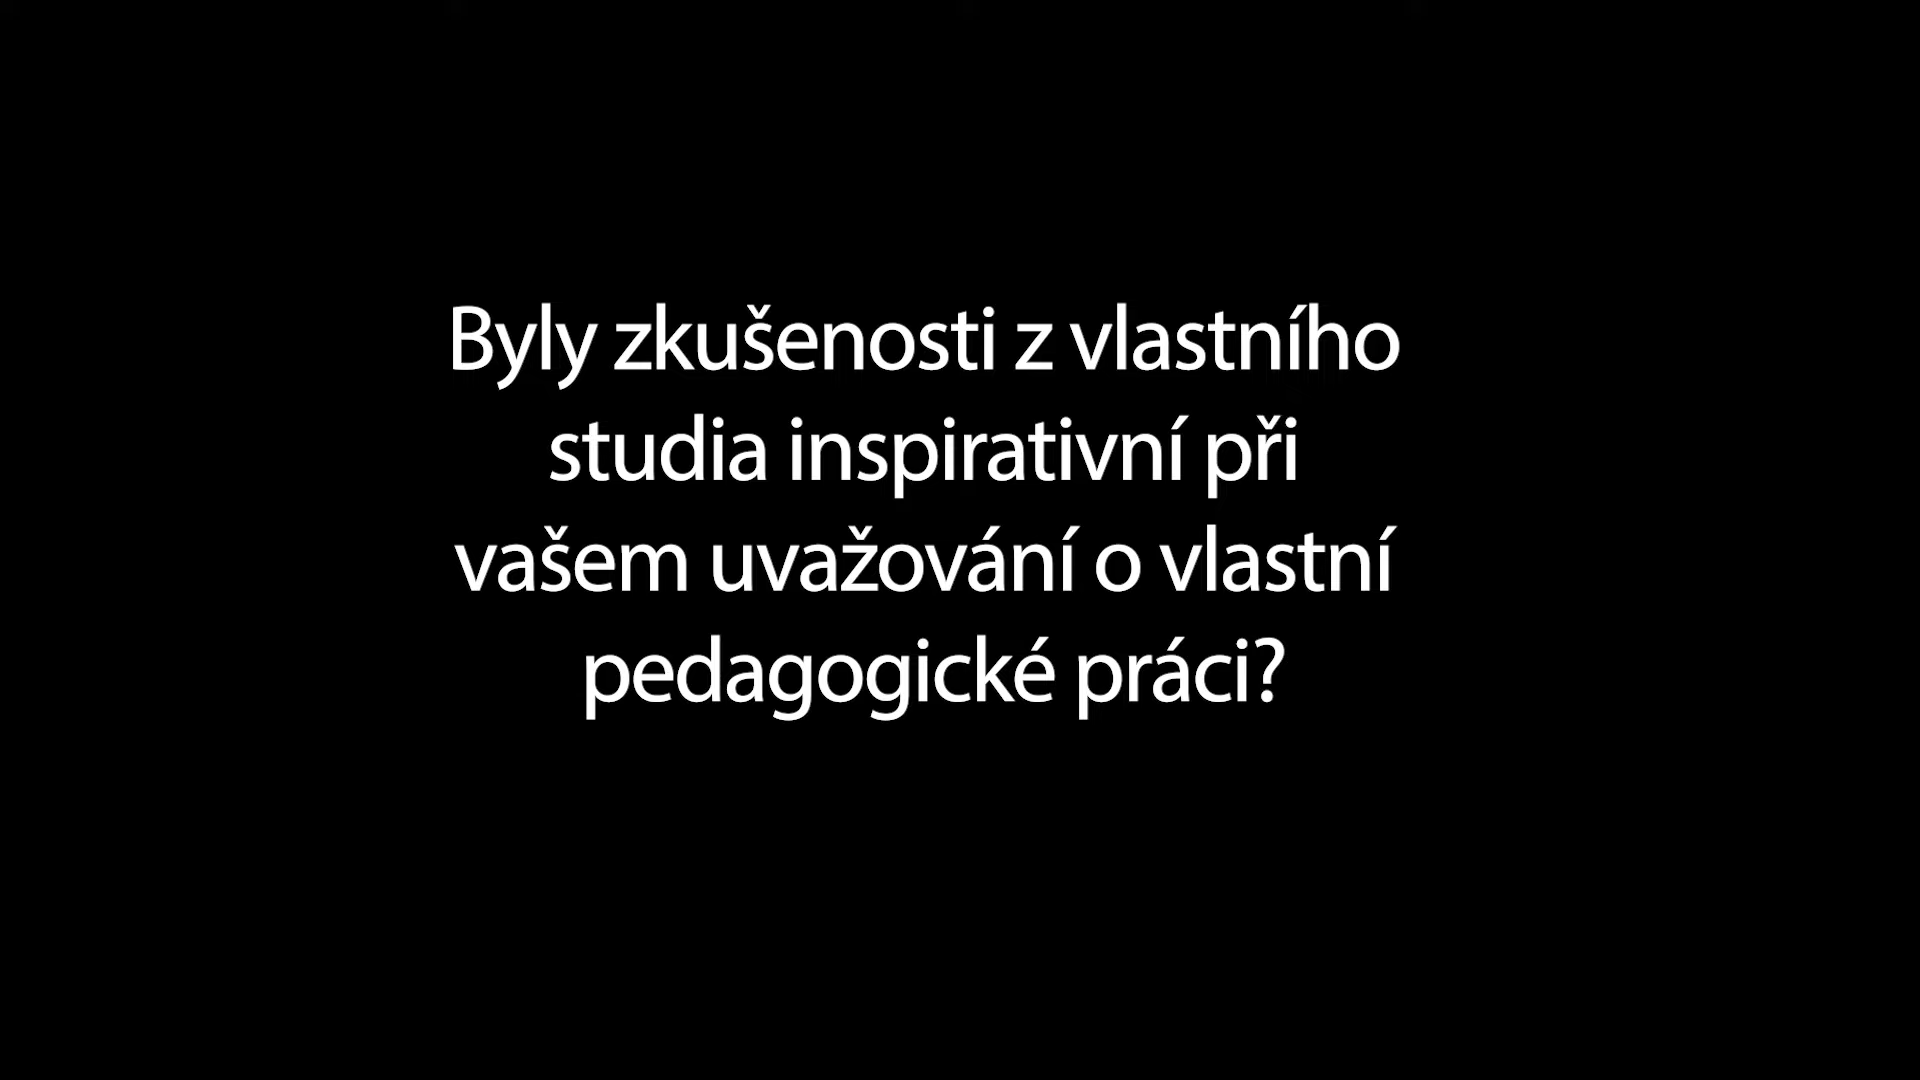 Byly zkušenosti z vlastního
studia inspirativní při
vašem uvažování o vlastní
pedagogické práci?